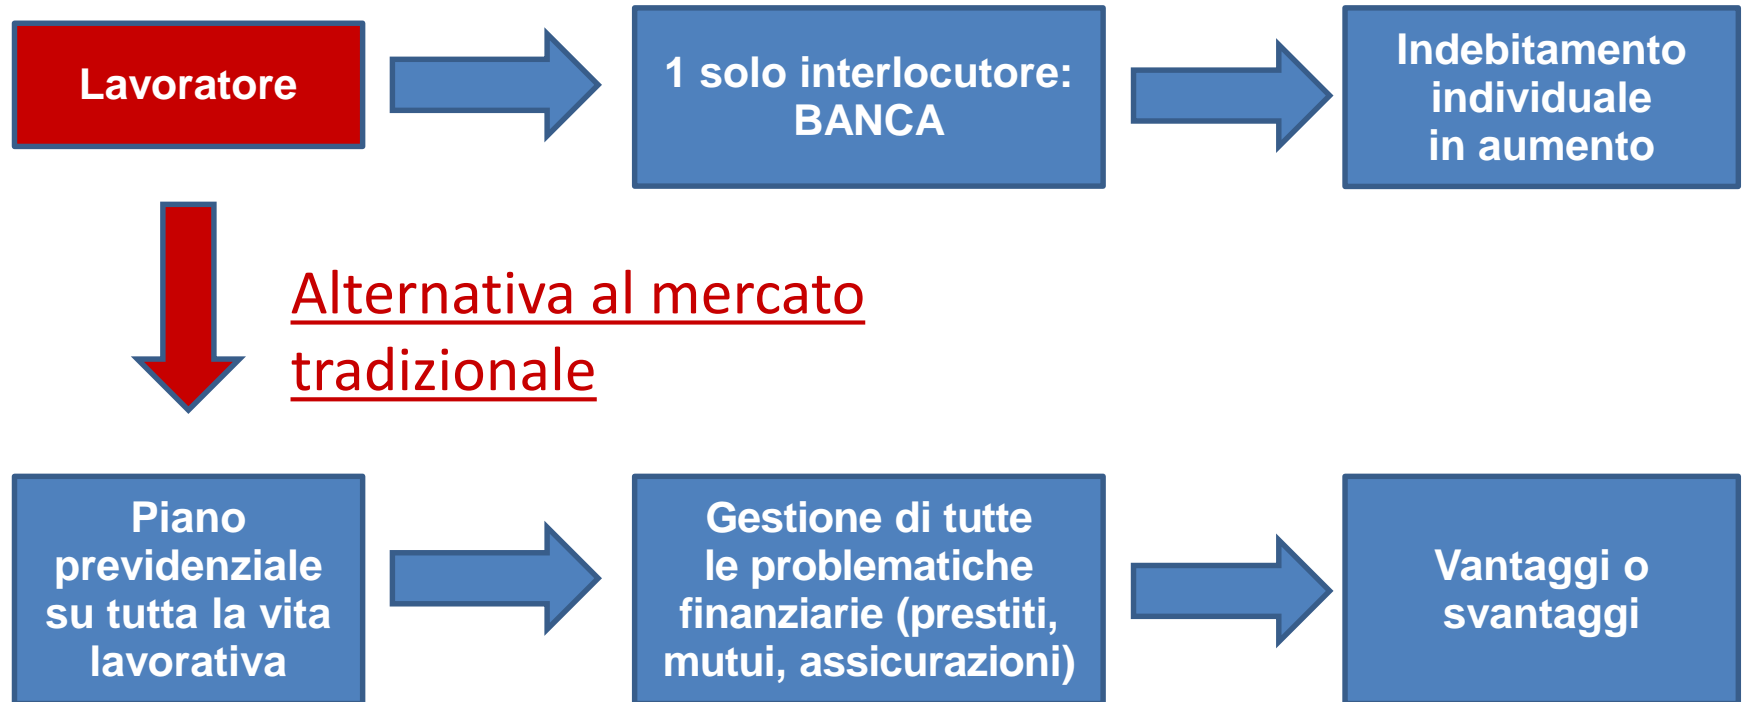 Lavoratore
1 solo interlocutore:
BANCA
Indebitamento
individuale
in aumento
Alternativa al mercato
tradizionale
Piano
previdenziale
su tutta la vita
lavorativa
Gestione di tutte
le problematiche
finanziarie (prestiti,
mutui, assicurazioni)
Vantaggi o
svantaggi